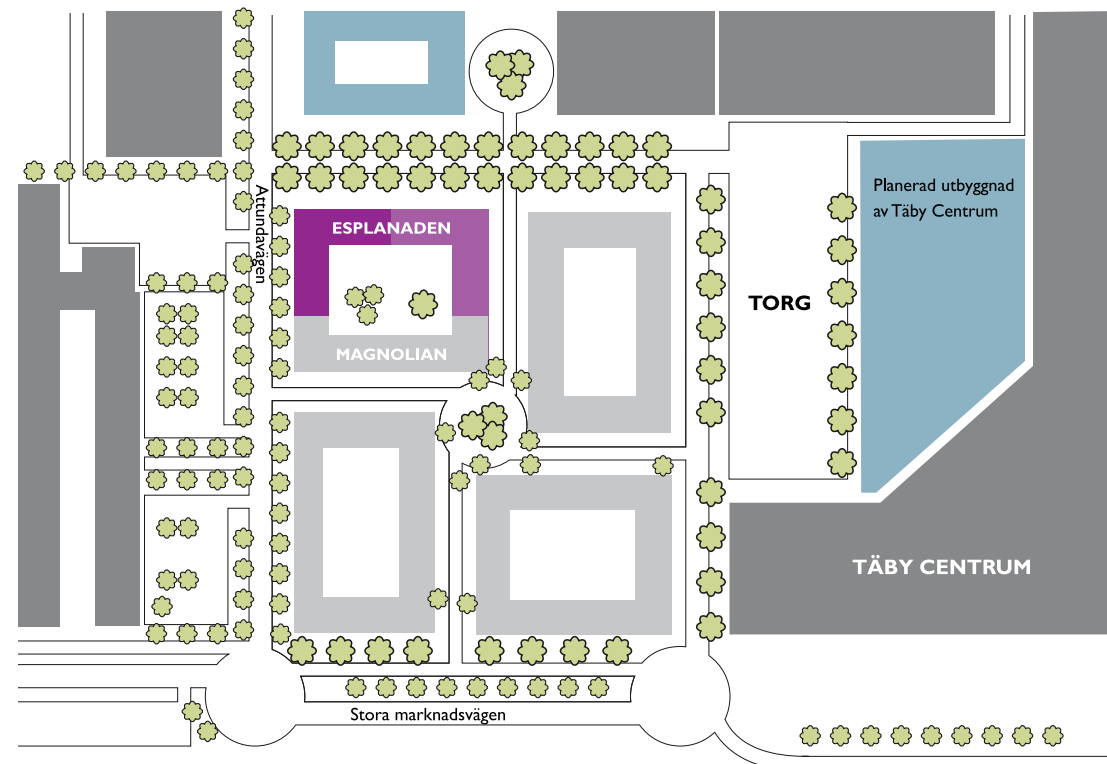 Planerad utbyggnad
av Täby Centrum
Attundavägen
ESPLANADEN
TORG
MAGNOLIAN
TÄBY CENTRUM
Stora marknadsvägen